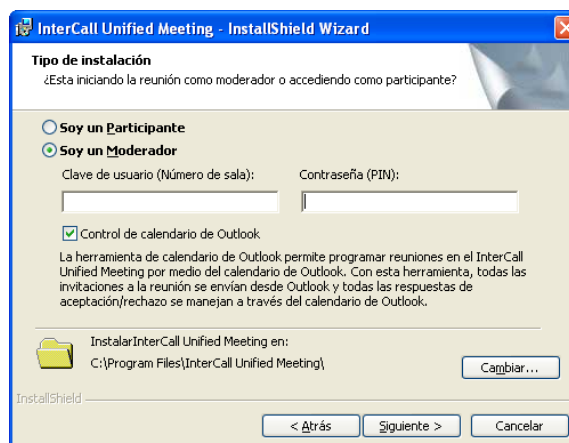 InterCall Unified Meeting - InstallShield Wizard
Tipo de instalación
¿Esta iniciando la reunión como moderador o accediendo como participante?
Soy un Participante
Soy un Moderador
Clave de usuario (Número de sala): Contraseña (PIN):
Control de calendario de Outlook
La herramienta de calendario de Outlook permite programar reuniones en el InterCall
Unified Meeting por medio del calendario de Outlook. Con esta herramienta, todas las
invitaciones a la reunión se envían desde Outlook y todas las respuestas de
aceptación/rechazo se manejan a través del calendario de Outlook.
InstalarInterCall Unified Meeting en:
C:\Program Files\InterCall Unified Meeting\
Cambiar...
InstallShield
< Atrás Siguiente > Cancelar